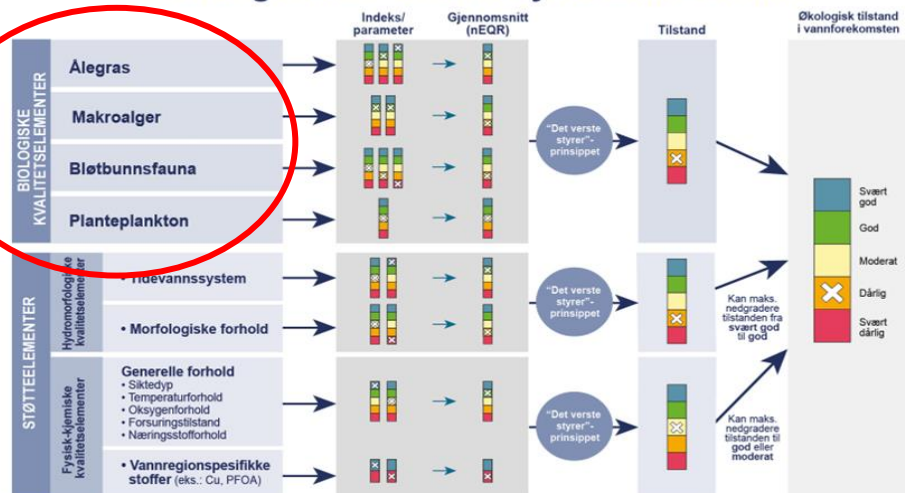 Indeks/
parameter
Gjennomsnitt
(nEQR)
Tilstand
Økologisk tilstand
i vannforekomsten
BIOLOGISKE
KVALITETSELEMENTER
Ålegras
Makroalger
Bløtbunnsfauna
Planteplankton
"Det verste
styrer"-
prinsippet
STØTTEELEMENTER
Hydromorfologiske
kvalitetselementer
• Tidevannssystem
• Morfologiske forhold
"Det verste
styrer"-
prinsippet
Kan maks.
nedgradere
tilstanden fra
svært god
til god
Fysisk-kjemiske
kvalitetselementer
Generelle forhold
• Siktedyp
• Temperaturforhold
• Oksygenforhold
• Forsuringstilstand
• Næringsstofforhold
• Vannregionspesifikke
stoffer (eks.: Cu, PFOA)
"Det verste
styrer"-
prinsippet
Kan maks.
nedgradere
tilstanden til
god eller
moderat
Svært
god
God
Moderat
Dårlig
Svært
dårlig